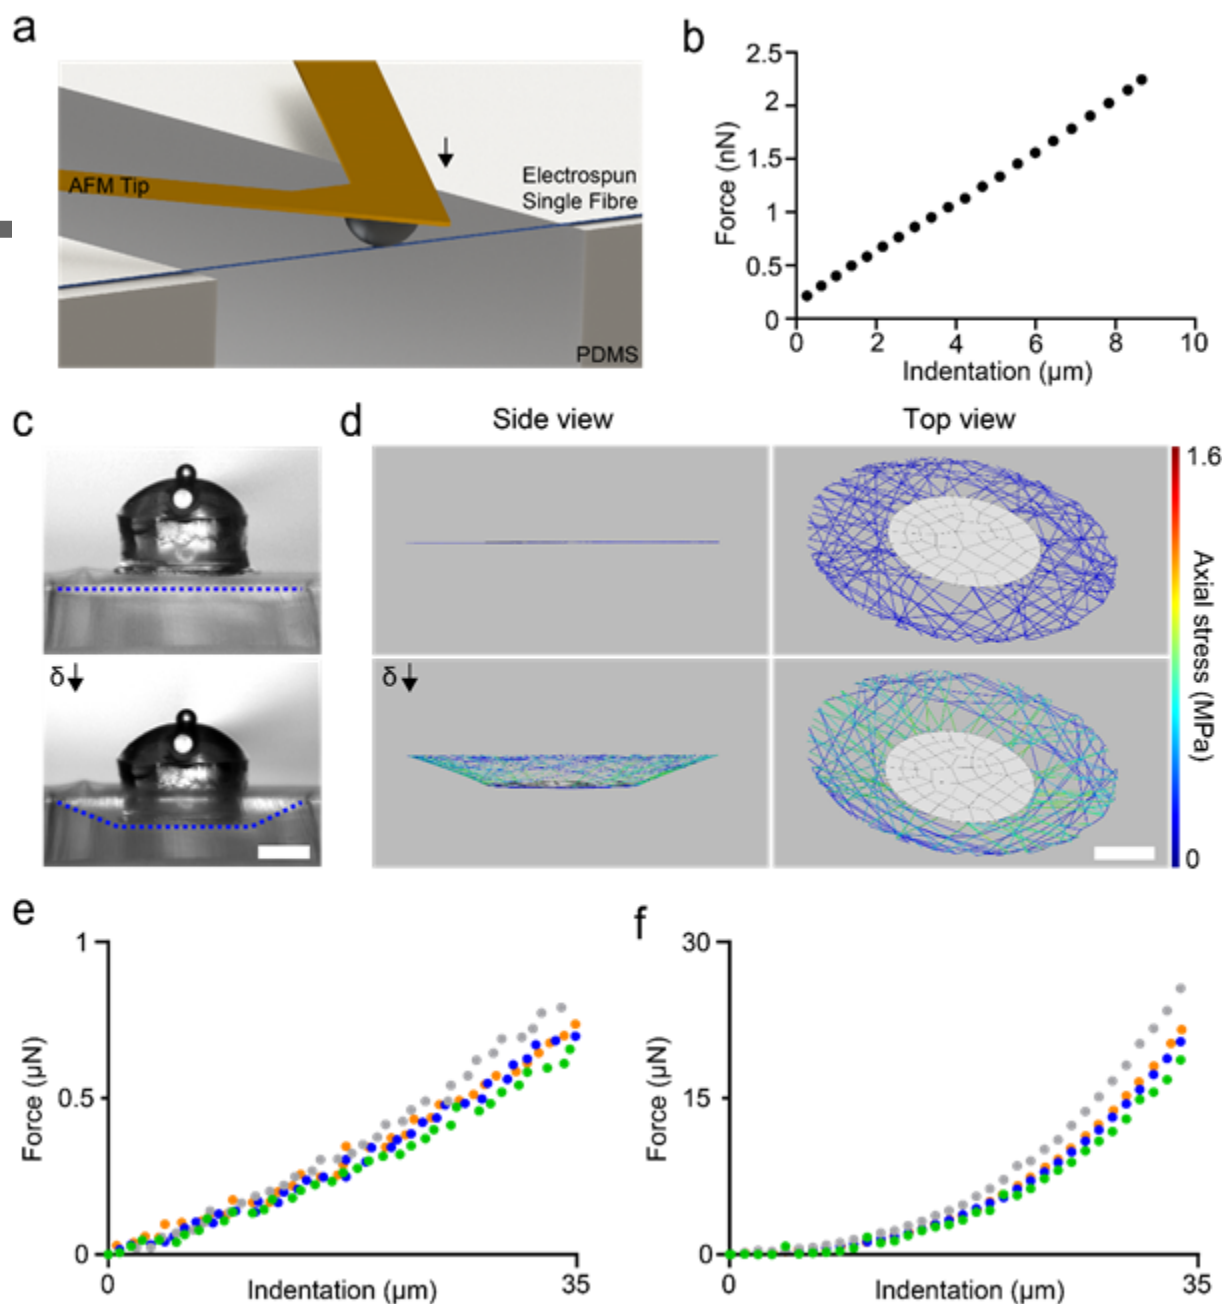 a
AFM Tip
Electrospun
Single Fibre
PDMS
b
2.5
2
1.5
1
0.5
0
Force (nN)
0 2 4 6 8 10
Indentation (µm)
c
δ
d
Side view Top view
δ
1.6
Axial stress (MPa)
0
e
1
0.5
0
Force (µN)
0 35
Indentation (µm)
f
30
15
0
Force (µN)
0 35
Indentation (µm)